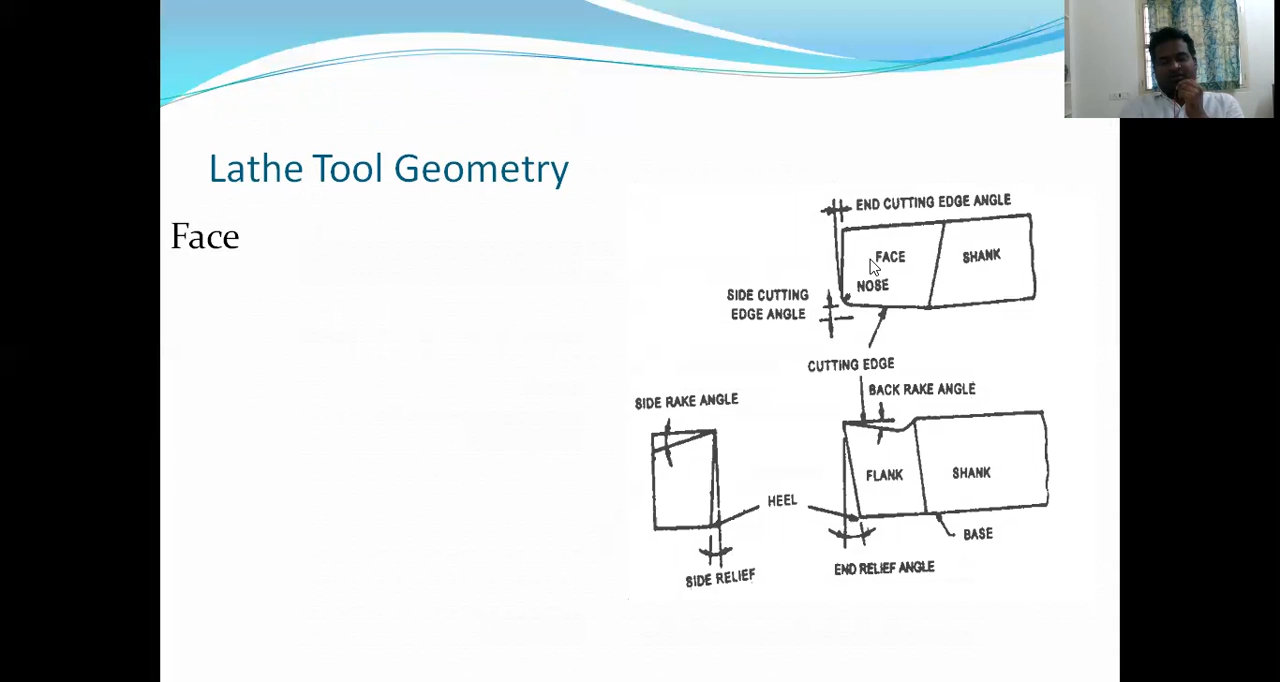 Lathe Tool Geometry
Face
END CUTTING EDGE ANGLE
FACE
SHANK
NOSE
SIDE CUTTING
EDGE ANGLE
CUTTING EDGE
BACK RAKE ANGLE
SIDE RAKE ANGLE
FLANK
SHANK
HEEL
BASE
END RELIEF ANGLE
SIDE RELIEF